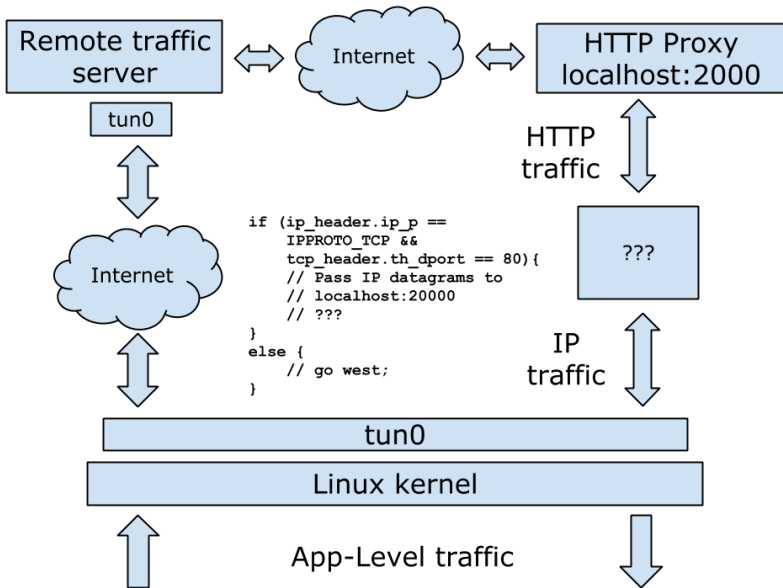 Remote traffic
server
Internet
HTTP Proxy
localhost:2000
tun0
HTTP
traffic
if (ip_header.ip_p ==
IPPROTO_TCP &&
tcp_header.th_dport == 80){
// Pass IP datagrams to
// localhost:20000
// ???
}
else {
// go west;
}
Internet
???
IP
traffic
tun0
Linux kernel
App-Level traffic